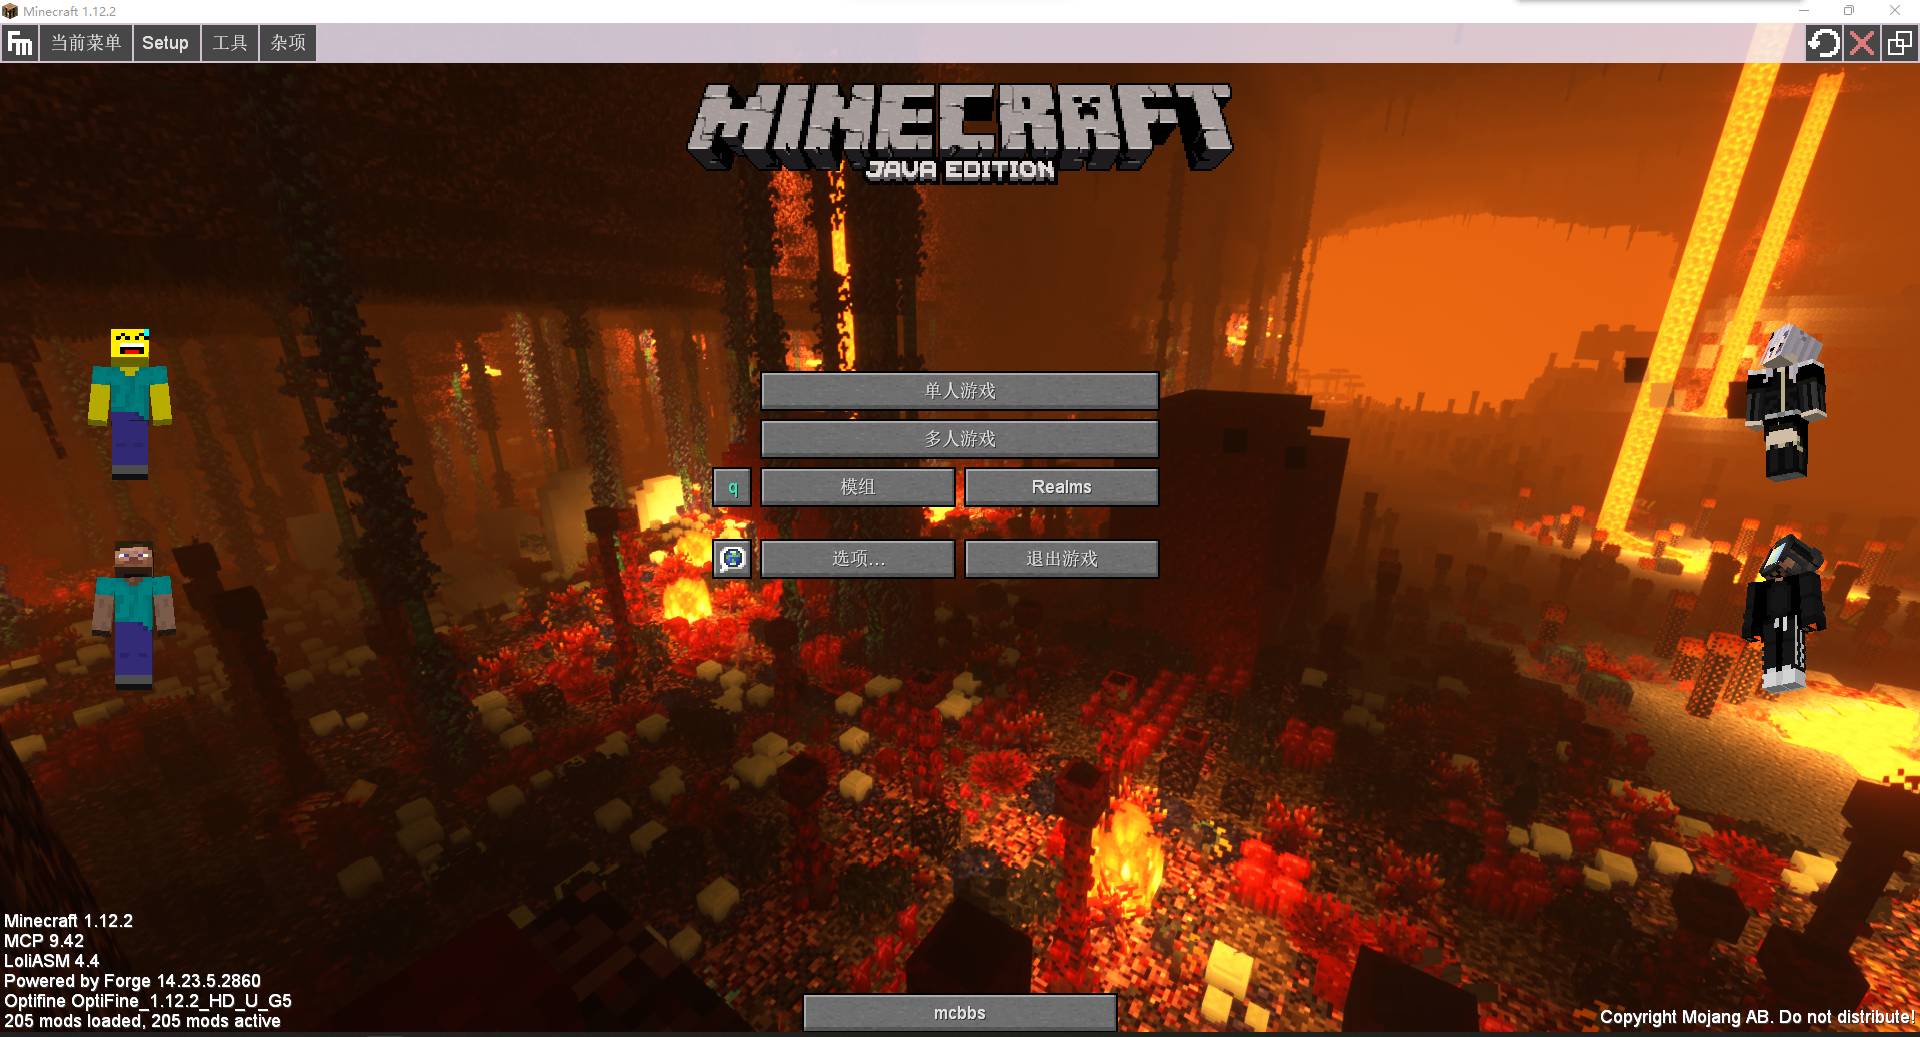 Minecraft 1.12.2
Fm 当前菜单 Setup 工具 杂项
MINECRAFT
JAVA EDITION
单人游戏
多人游戏
q 模组 Realms
选项... 退出游戏
Minecraft 1.12.2
MCP 9.42
LoliASM 4.4
Powered by Forge 14.23.5.2860
Optifine OptiFine_1.12.2_HD_U_G5
205 mods loaded, 205 mods active
mcbbs
Copyright Mojang AB. Do not distribute!